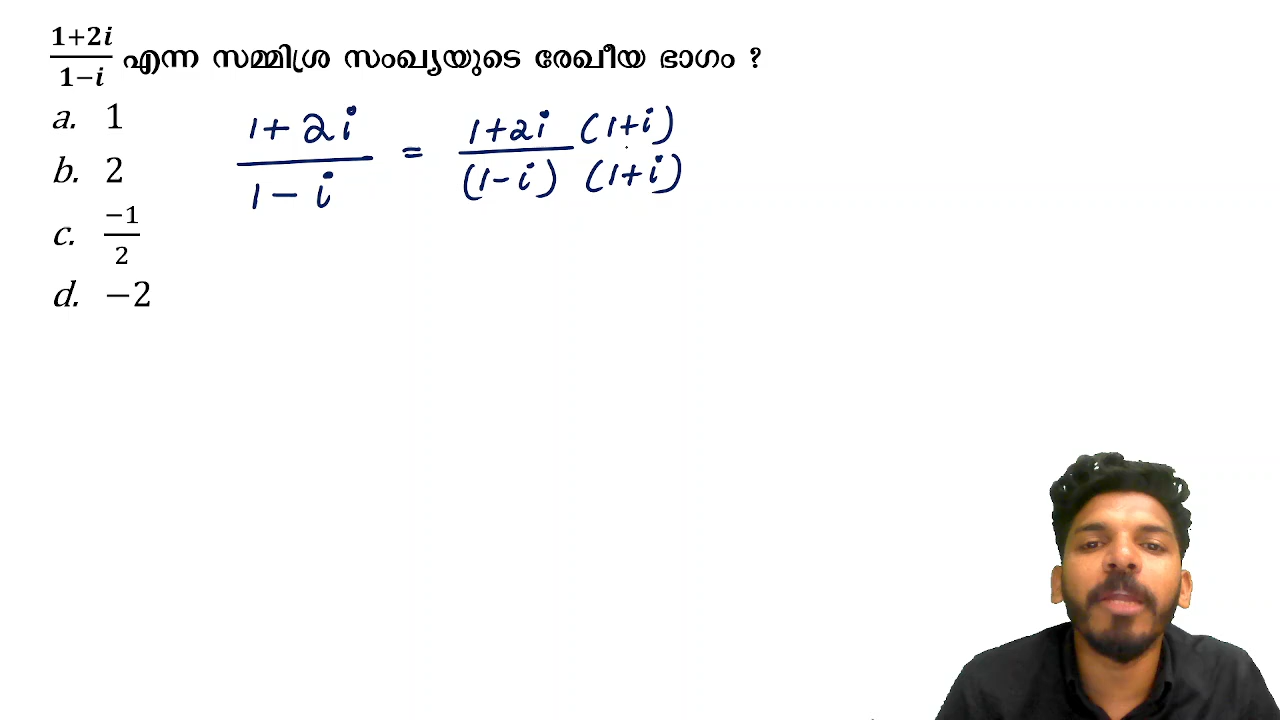 1+2i/1−i എന്ന സമ്മിശ്ര സംഖ്യയുടെ രേഖീയ ഭാഗം ?
a. 1
b. 2
c. −1/2
d. −2
1+2i/1−i = 1+2i (1+i)/(1−i) (1+i)